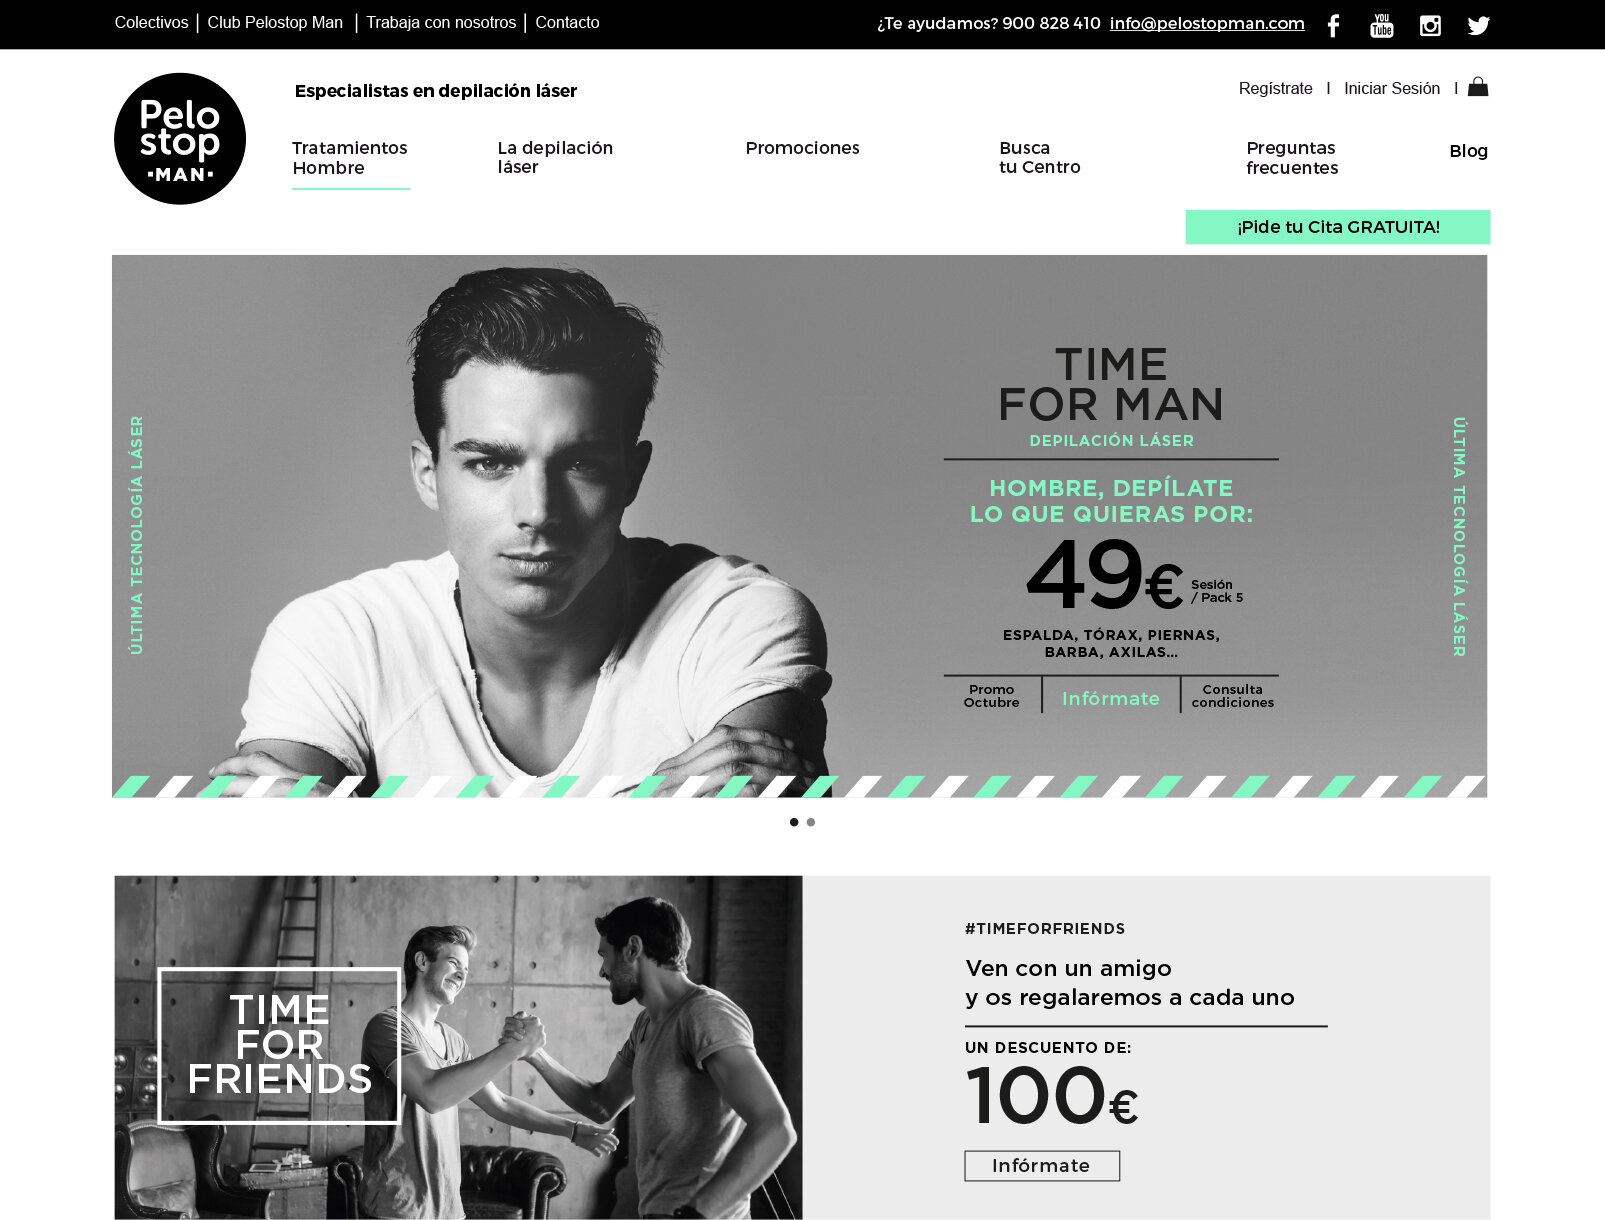 Colectivos | Club Pelostop Man | Trabaja con nosotros | Contacto
¿Te ayudamos? 900 828 410 info@pelostopman.com
You
Tube
Pelo
stop
·MAN·
Especialistas en depilación láser
Regístrate | Iniciar Sesión |
Tratamientos
Hombre
La depilación
láser
Promociones
Busca
tu Centro
Preguntas
frecuentes
Blog
¡Pide tu Cita GRATUITA!
ÚLTIMA TECNOLOGÍA LÁSER
TIME
FOR MAN
DEPILACIÓN LÁSER
HOMBRE, DEPÍLATE
LO QUE QUIERAS POR:
49€ Sesión
/ Pack 5
ESPALDA, TÓRAX, PIERNAS,
BARBA, AXILAS...
Promo
Octubre
Infórmate
Consulta
condiciones
ÚLTIMA TECNOLOGÍA LÁSER
TIME
FOR
FRIENDS
#TIMEFORFRIENDS
Ven con un amigo
y os regalaremos a cada uno
UN DESCUENTO DE:
100€
Infórmate